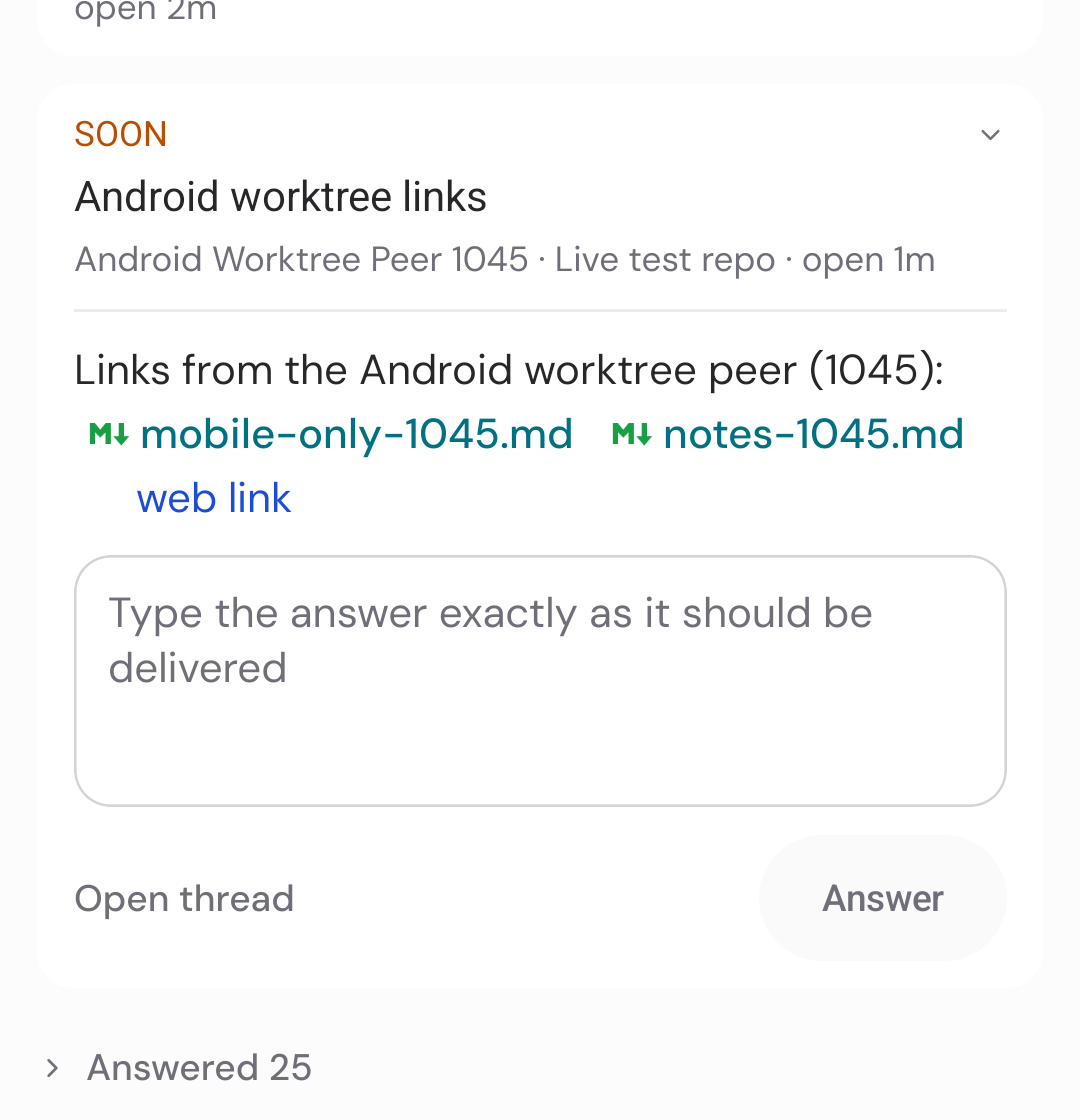 open 2m
SOON
Android worktree links
Android Worktree Peer 1045 · Live test repo · open 1m
Links from the Android worktree peer (1045):
M↓ mobile-only-1045.md M↓ notes-1045.md
web link
Type the answer exactly as it should be
delivered
Open thread Answer
Answered 25